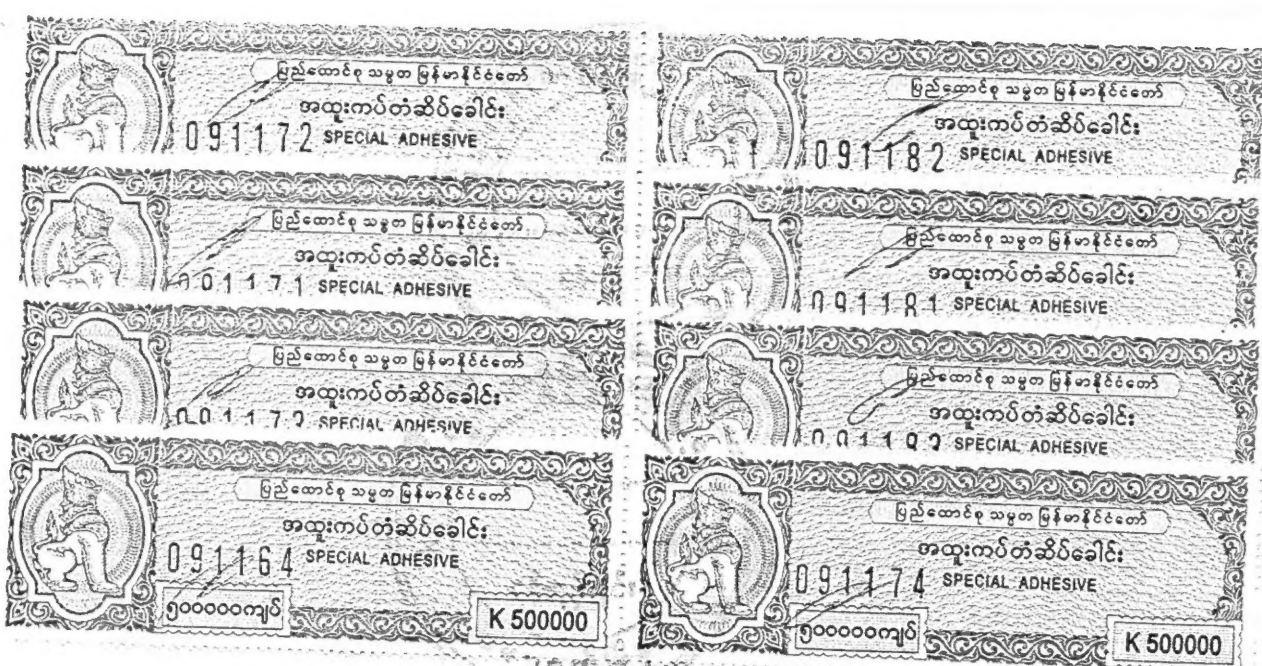 ပြည်ထောင်စု သမ္မတ မြန်မာနိုင်ငံတော်
အထူးကပ်တံဆိပ်ခေါင်း
091172 SPECIAL ADHESIVE
ပြည်ထောင်စု သမ္မတ မြန်မာနိုင်ငံတော်
အထူးကပ်တံဆိပ်ခေါင်း
091171 SPECIAL ADHESIVE
ပြည်ထောင်စု သမ္မတ မြန်မာနိုင်ငံတော်
အထူးကပ်တံဆိပ်ခေါင်း
SPECIAL ADHESIVE
ပြည်ထောင်စု သမ္မတ မြန်မာနိုင်ငံတော်
အထူးကပ်တံဆိပ်ခေါင်း
091164 SPECIAL ADHESIVE
၅၀၀၀၀၀ကျပ် K 500000
ပြည်ထောင်စု သမ္မတ မြန်မာနိုင်ငံတော်
အထူးကပ်တံဆိပ်ခေါင်း
091182 SPECIAL ADHESIVE
ပြည်ထောင်စု သမ္မတ မြန်မာနိုင်ငံတော်
အထူးကပ်တံဆိပ်ခေါင်း
091181 SPECIAL ADHESIVE
ပြည်ထောင်စု သမ္မတ မြန်မာနိုင်ငံတော်
အထူးကပ်တံဆိပ်ခေါင်း
SPECIAL ADHESIVE
ပြည်ထောင်စု သမ္မတ မြန်မာနိုင်ငံတော်
အထူးကပ်တံဆိပ်ခေါင်း
091174 SPECIAL ADHESIVE
၅၀၀၀၀၀ကျပ် K 500000